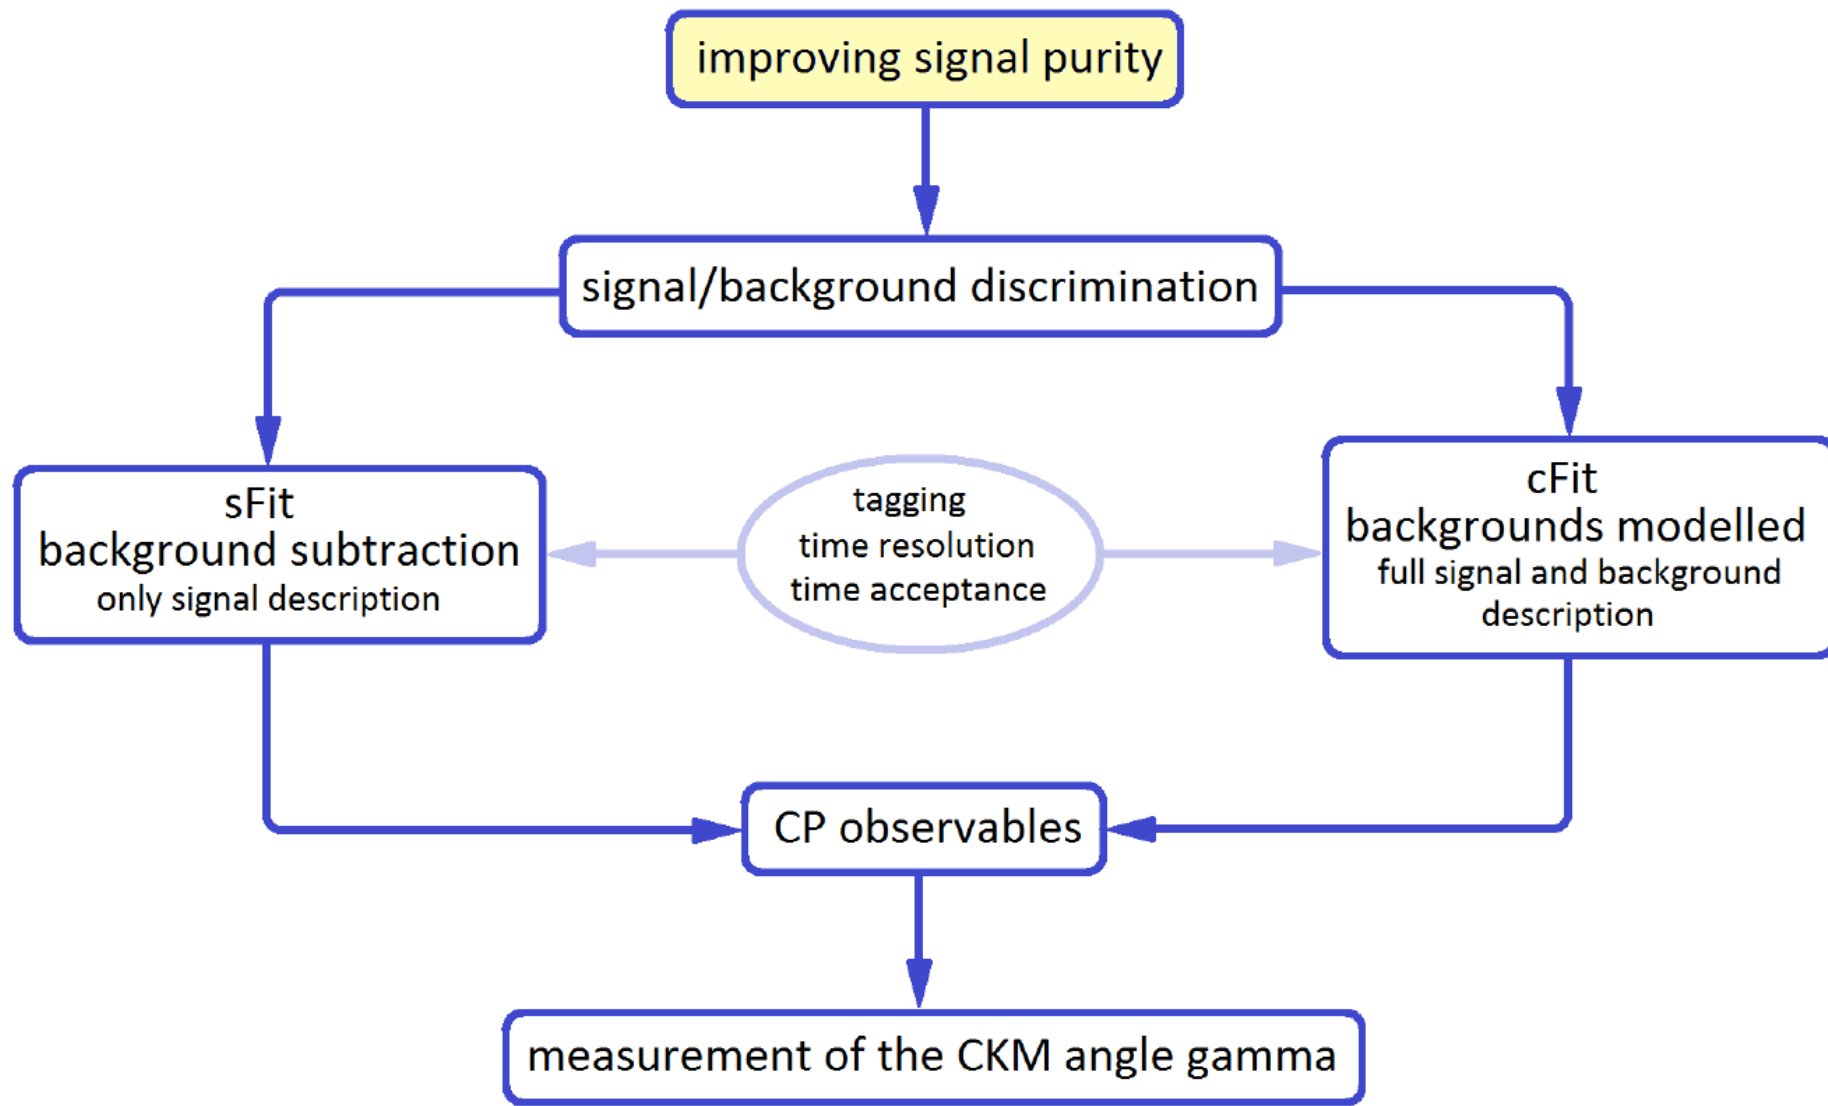 improving signal purity
signal/background discrimination
sFit
background subtraction
only signal description
tagging
time resolution
time acceptance
cFit
backgrounds modelled
full signal and background
description
CP observables
measurement of the CKM angle gamma